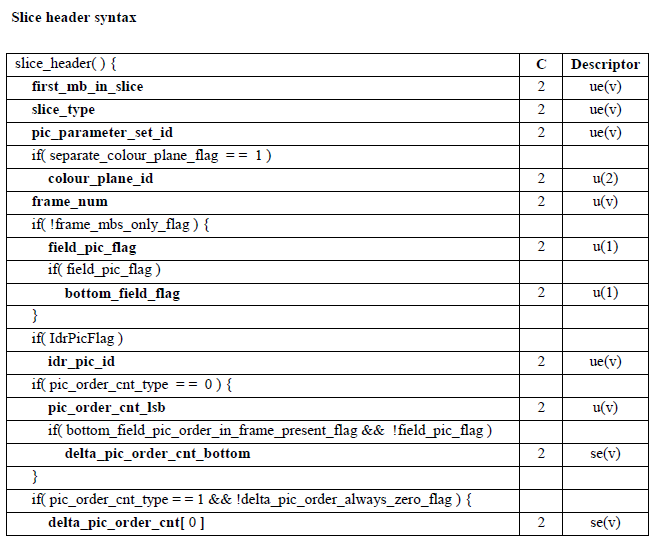 Slice header syntax
slice_header( ) { C Descriptor
first_mb_in_slice 2 ue(v)
slice_type 2 ue(v)
pic_parameter_set_id 2 ue(v)
if( separate_colour_plane_flag = = 1 )
colour_plane_id 2 u(2)
frame_num 2 u(v)
if( !frame_mbs_only_flag ) {
field_pic_flag 2 u(1)
if( field_pic_flag )
bottom_field_flag 2 u(1)
}
if( IdrPicFlag )
idr_pic_id 2 ue(v)
if( pic_order_cnt_type = = 0 ) {
pic_order_cnt_lsb 2 u(v)
if( bottom_field_pic_order_in_frame_present_flag && !field_pic_flag )
delta_pic_order_cnt_bottom 2 se(v)
}
if( pic_order_cnt_type = = 1 && !delta_pic_order_always_zero_flag ) {
delta_pic_order_cnt[ 0 ] 2 se(v)